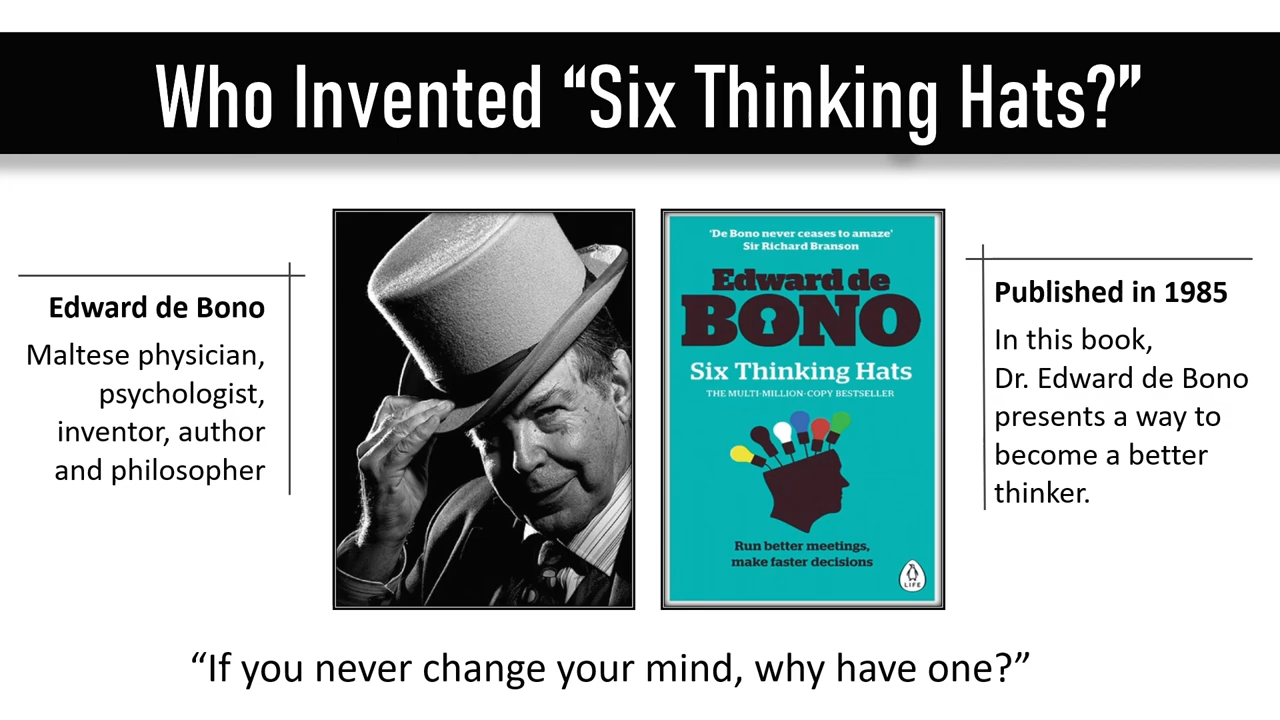 Who Invented “Six Thinking Hats?”
Edward de Bono
Maltese physician,
psychologist,
inventor, author
and philosopher
‘De Bono never ceases to amaze’
Sir Richard Branson
Edward de
BONO
Six Thinking Hats
THE MULTI-MILLION-COPY BESTSELLER
Run better meetings,
make faster decisions
LIFE
Published in 1985
In this book,
Dr. Edward de Bono
presents a way to
become a better
thinker.
“If you never change your mind, why have one?”